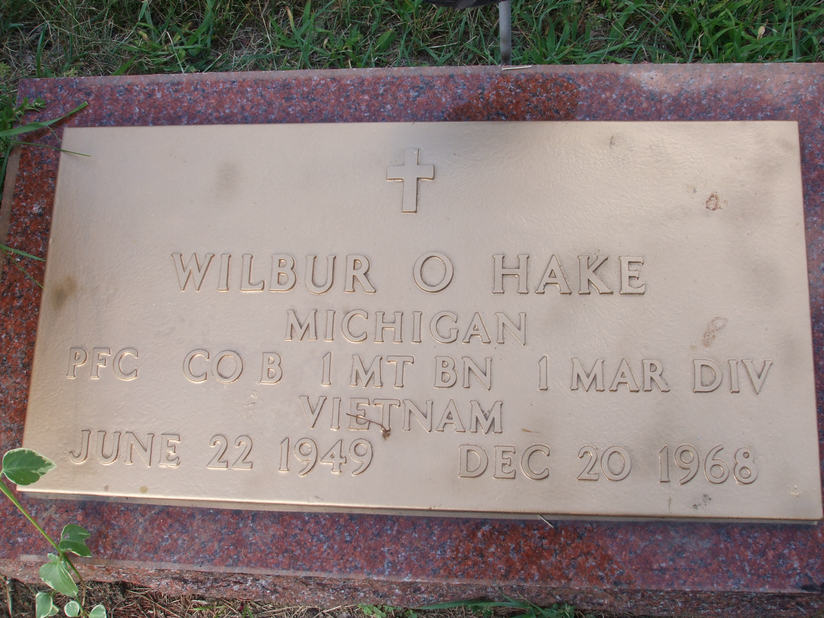 WILBUR O HAKE
MICHIGAN
PFC CO B 1 MT BN 1 MAR DIV
VIETNAM
JUNE 22 1949 DEC 20 1968